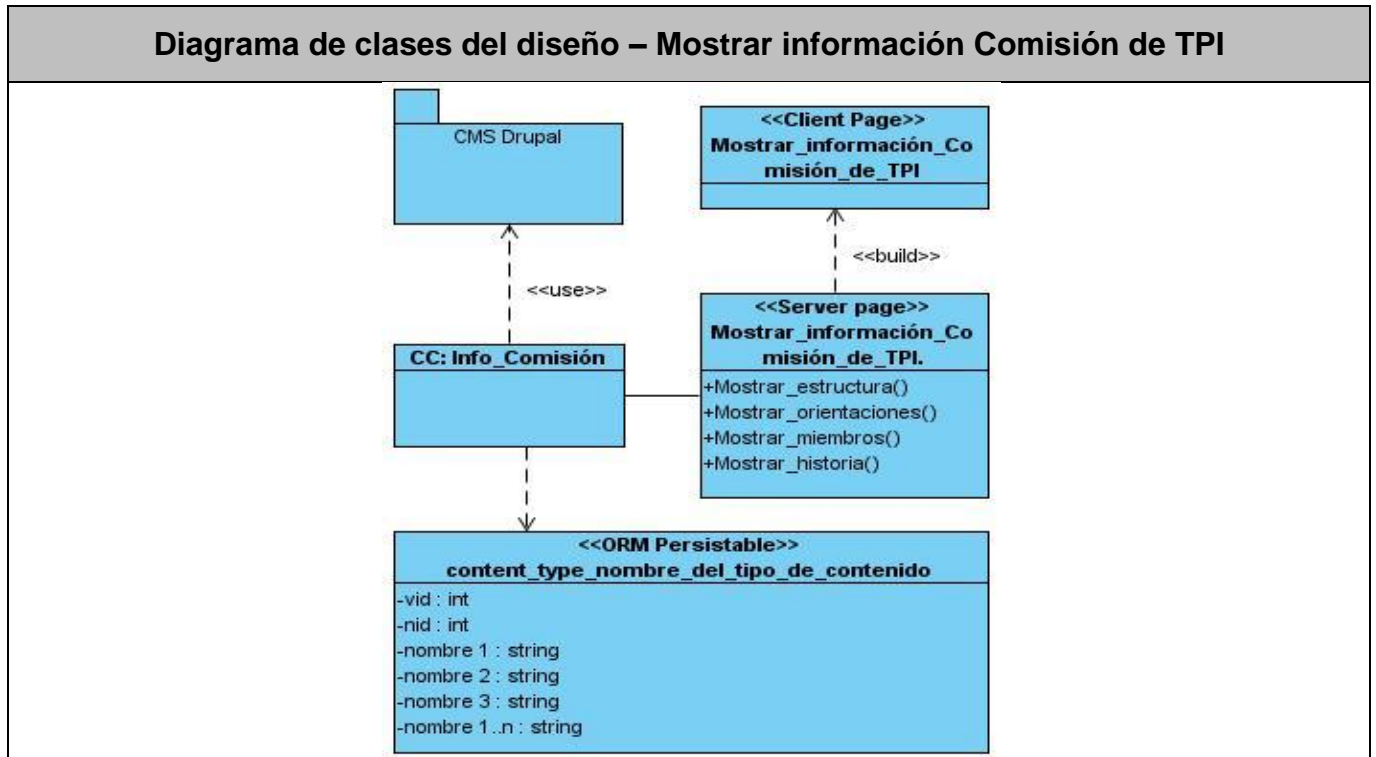 Diagrama de clases del diseño – Mostrar información Comisión de TPI
CMS Drupal
<<Client Page>>
Mostrar_información_Co
misión_de_TPI
<<use>>
<<build>>
CC: Info_Comisión
<<Server page>>
Mostrar_información_Co
misión_de_TPI.
+Mostrar_estructura()
+Mostrar_orientaciones()
+Mostrar_miembros()
+Mostrar_historia()
<<ORM Persistable>>
content_type_nombre_del_tipo_de_contenido
-vid : int
-nid : int
-nombre 1 : string
-nombre 2 : string
-nombre 3 : string
-nombre 1..n : string